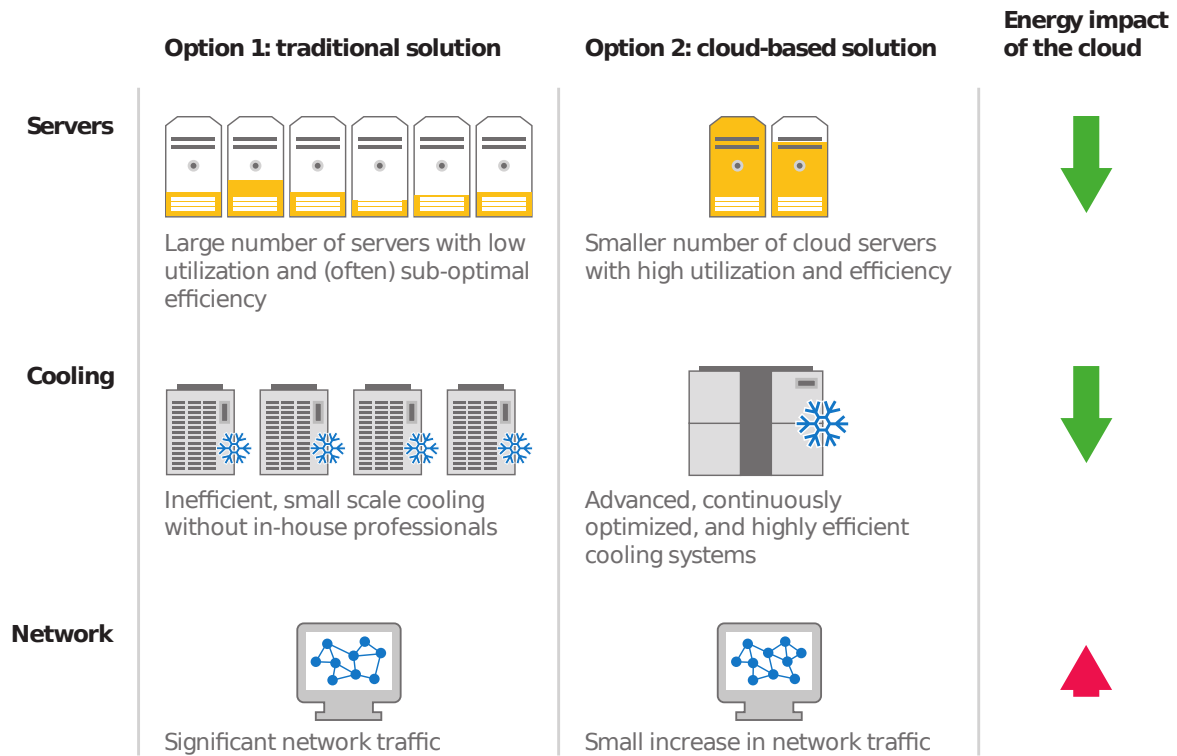 Option 1: traditional solution
Option 2: cloud-based solution
Energy impact
of the cloud
Servers
Large number of servers with low
utilization and (often) sub-optimal
efficiency
Smaller number of cloud servers
with high utilization and efficiency
Cooling
Inefficient, small scale cooling
without in-house professionals
Advanced, continuously
optimized, and highly efficient
cooling systems
Network
Significant network traffic
Small increase in network traffic